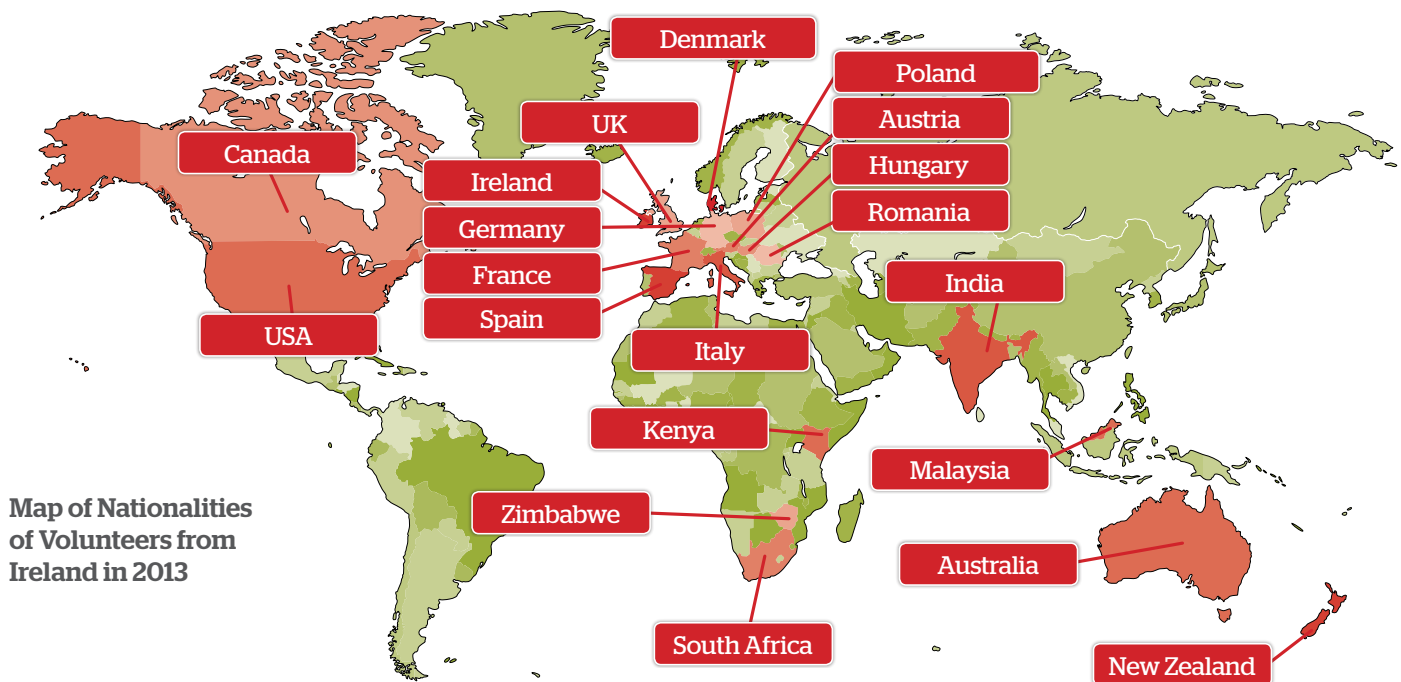 Denmark
Poland
UK
Austria
Canada
Hungary
Ireland
Romania
Germany
France
India
Spain
USA
Italy
Kenya
Malaysia
Zimbabwe
Map of Nationalities
of Volunteers from
Ireland in 2013
Australia
South Africa
New Zealand